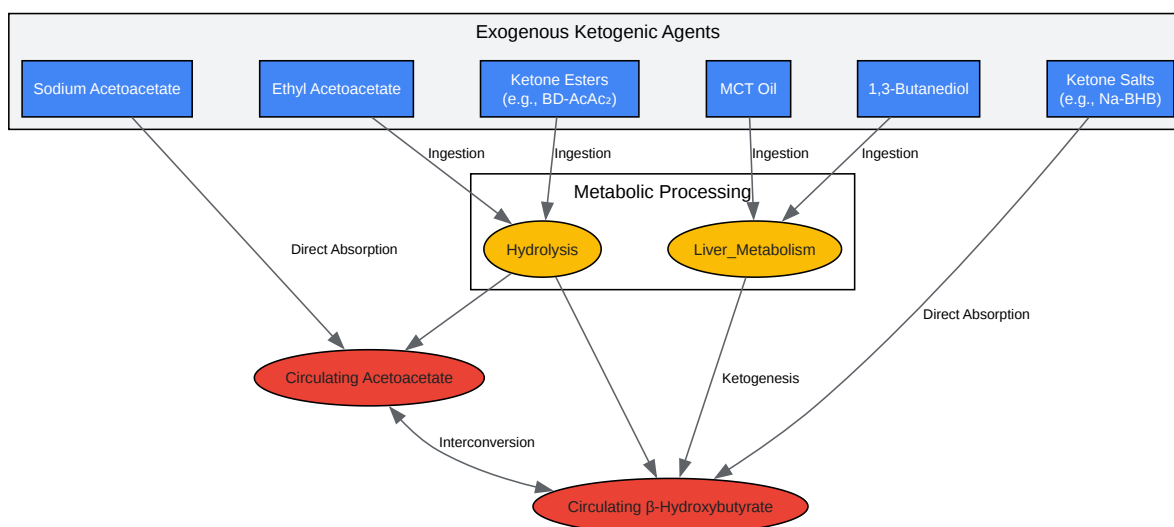 Exogenous Ketogenic Agents
Sodium Acetoacetate
Ethyl Acetoacetate
Ketone Esters
(e.g., BD-AcAc₂)
MCT Oil
1,3-Butanediol
Ketone Salts
(e.g., Na-BHB)
Ingestion
Ingestion
Ingestion
Ingestion
Metabolic Processing
Hydrolysis
Liver_Metabolism
Direct Absorption
Direct Absorption
Circulating Acetoacetate
Ketogenesis
Interconversion
Circulating β-Hydroxybutyrate